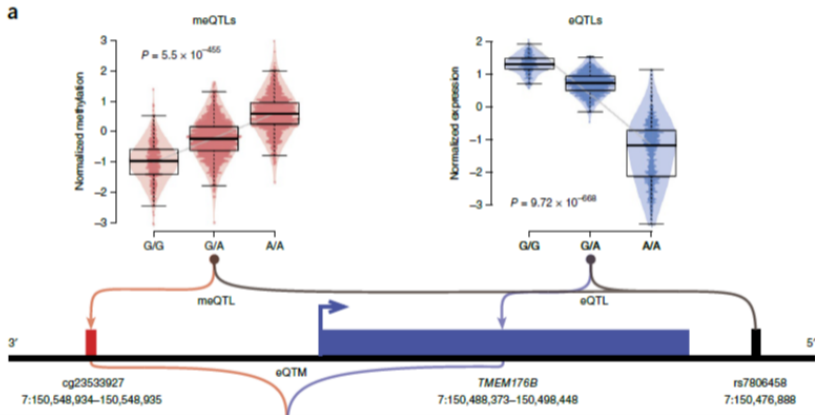 a
meQTLs
eQTLs
Normalized methylation
3
2
1
0
–1
–2
–3
P = 5.5 × 10⁻⁴⁵⁵
G/G G/A A/A
Normalized expression
2
1
0
–1
–2
–3
P = 9.72 × 10⁻⁶⁶⁸
G/G G/A A/A
meQTL
eQTL
3′
5′
eQTM
cg23533927
7:150,548,934–150,548,935
TMEM176B
7:150,488,373–150,498,448
rs7806458
7:150,476,888